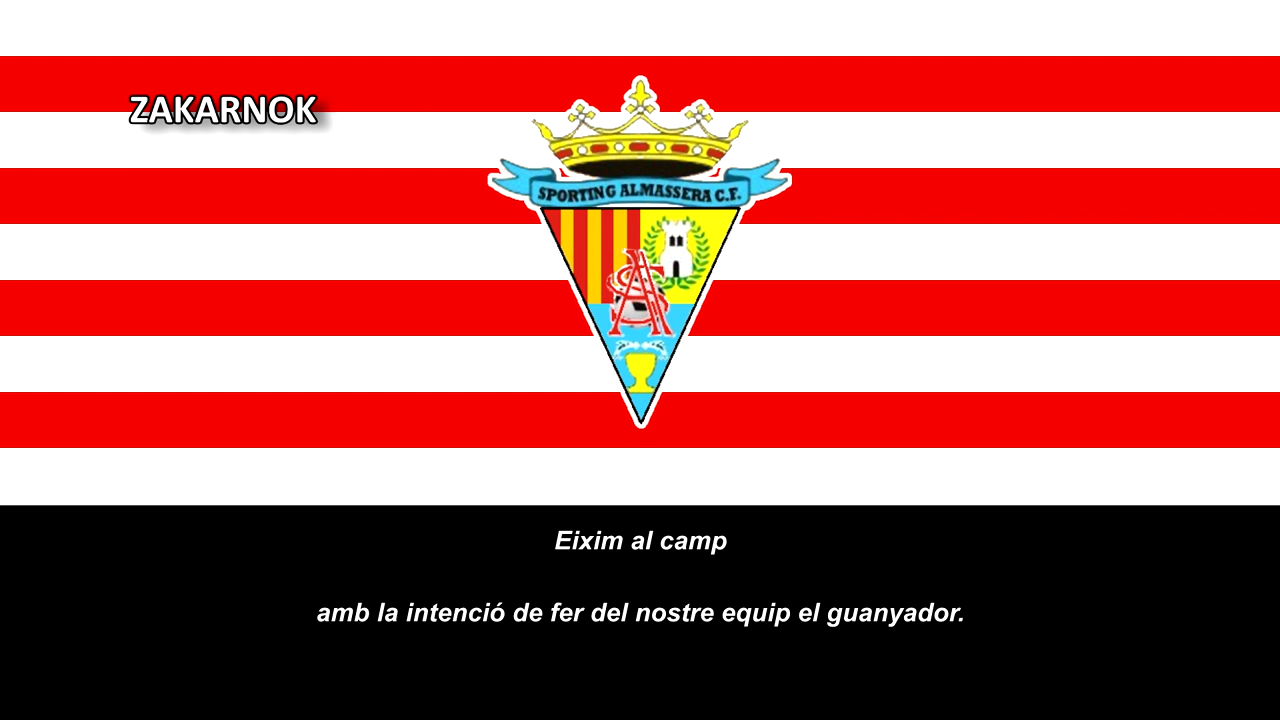 ZAKARNOK
SPORTING ALMASSERA C.F.
Eixim al camp
amb la intenció de fer del nostre equip el guanyador.